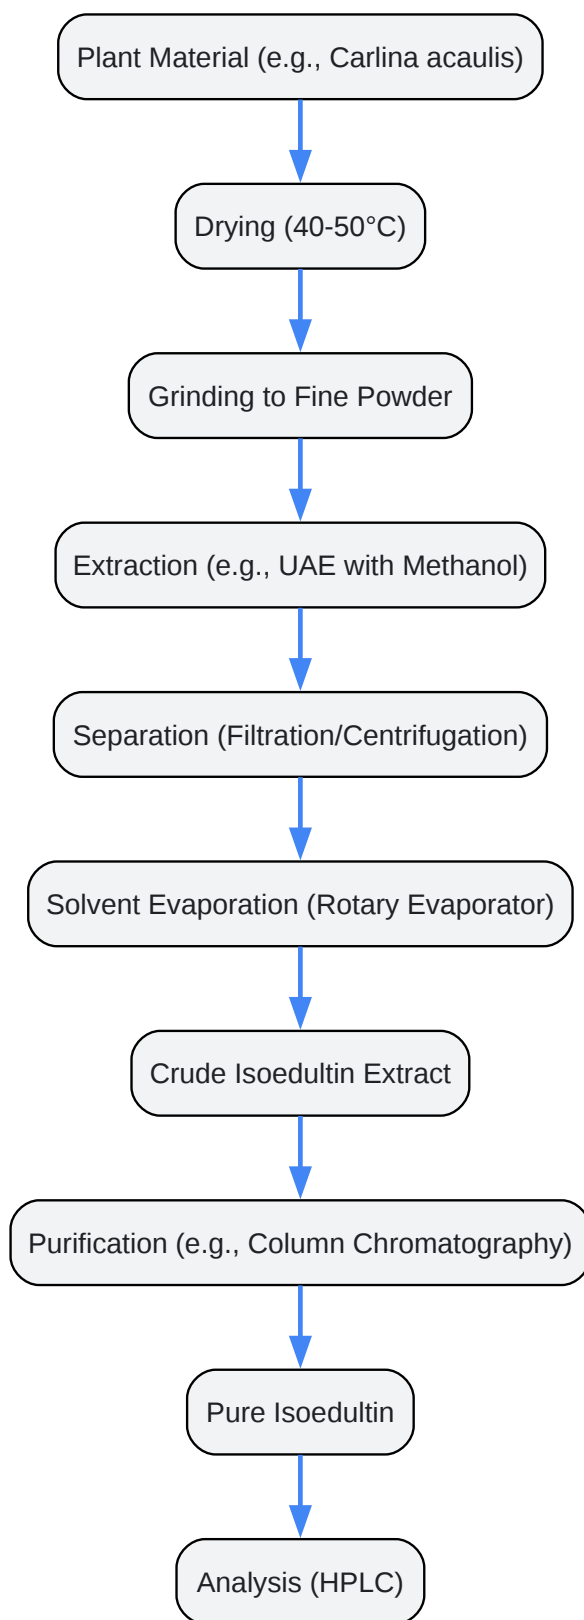 Plant Material (e.g., Carlina acaulis)
Drying (40-50°C)
Grinding to Fine Powder
Extraction (e.g., UAE with Methanol)
Separation (Filtration/Centrifugation)
Solvent Evaporation (Rotary Evaporator)
Crude Isoedultin Extract
Purification (e.g., Column Chromatography)
Pure Isoedultin
Analysis (HPLC)